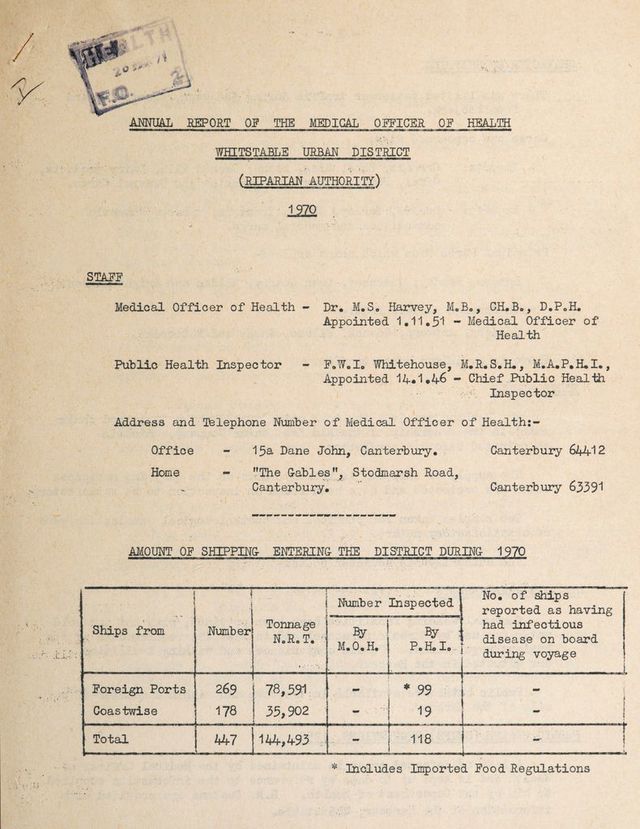 HEALTH
F.O. 2
ANNUAL REPORT OF THE MEDICAL OFFICER OF HEALTH
WHITSTABLE URBAN DISTRICT
(RIPARIAN AUTHORITY)
1970
STAFF
Medical Officer of Health - Dr. M.S. Harvey, M.B., CH.B., D.P.H.
Appointed 1.11.51 - Medical Officer of
Health
Public Health Inspector - F.W.I. Whitehouse, M.R.S.H., M.A.P.H.I.,
Appointed 14.1.46 - Chief Public Health
Inspector
Address and Telephone Number of Medical Officer of Health:-
Office - 15a Dane John, Canterbury. Canterbury 64412
Home - "The Gables", Stodmarsh Road,
Canterbury. Canterbury 63391
AMOUNT OF SHIPPING ENTERING THE DISTRICT DURING 1970
Ships from Number Tonnage N.R.T. Number Inspected By M.O.H. By P.H.I. No. of ships reported as having had infectious disease on board during voyage
Foreign Ports 269 78,591 - * 99 -
Coastwise 178 35,902 - 19 -
Total 447 144,493 - 118 -
* Includes Imported Food Regulations